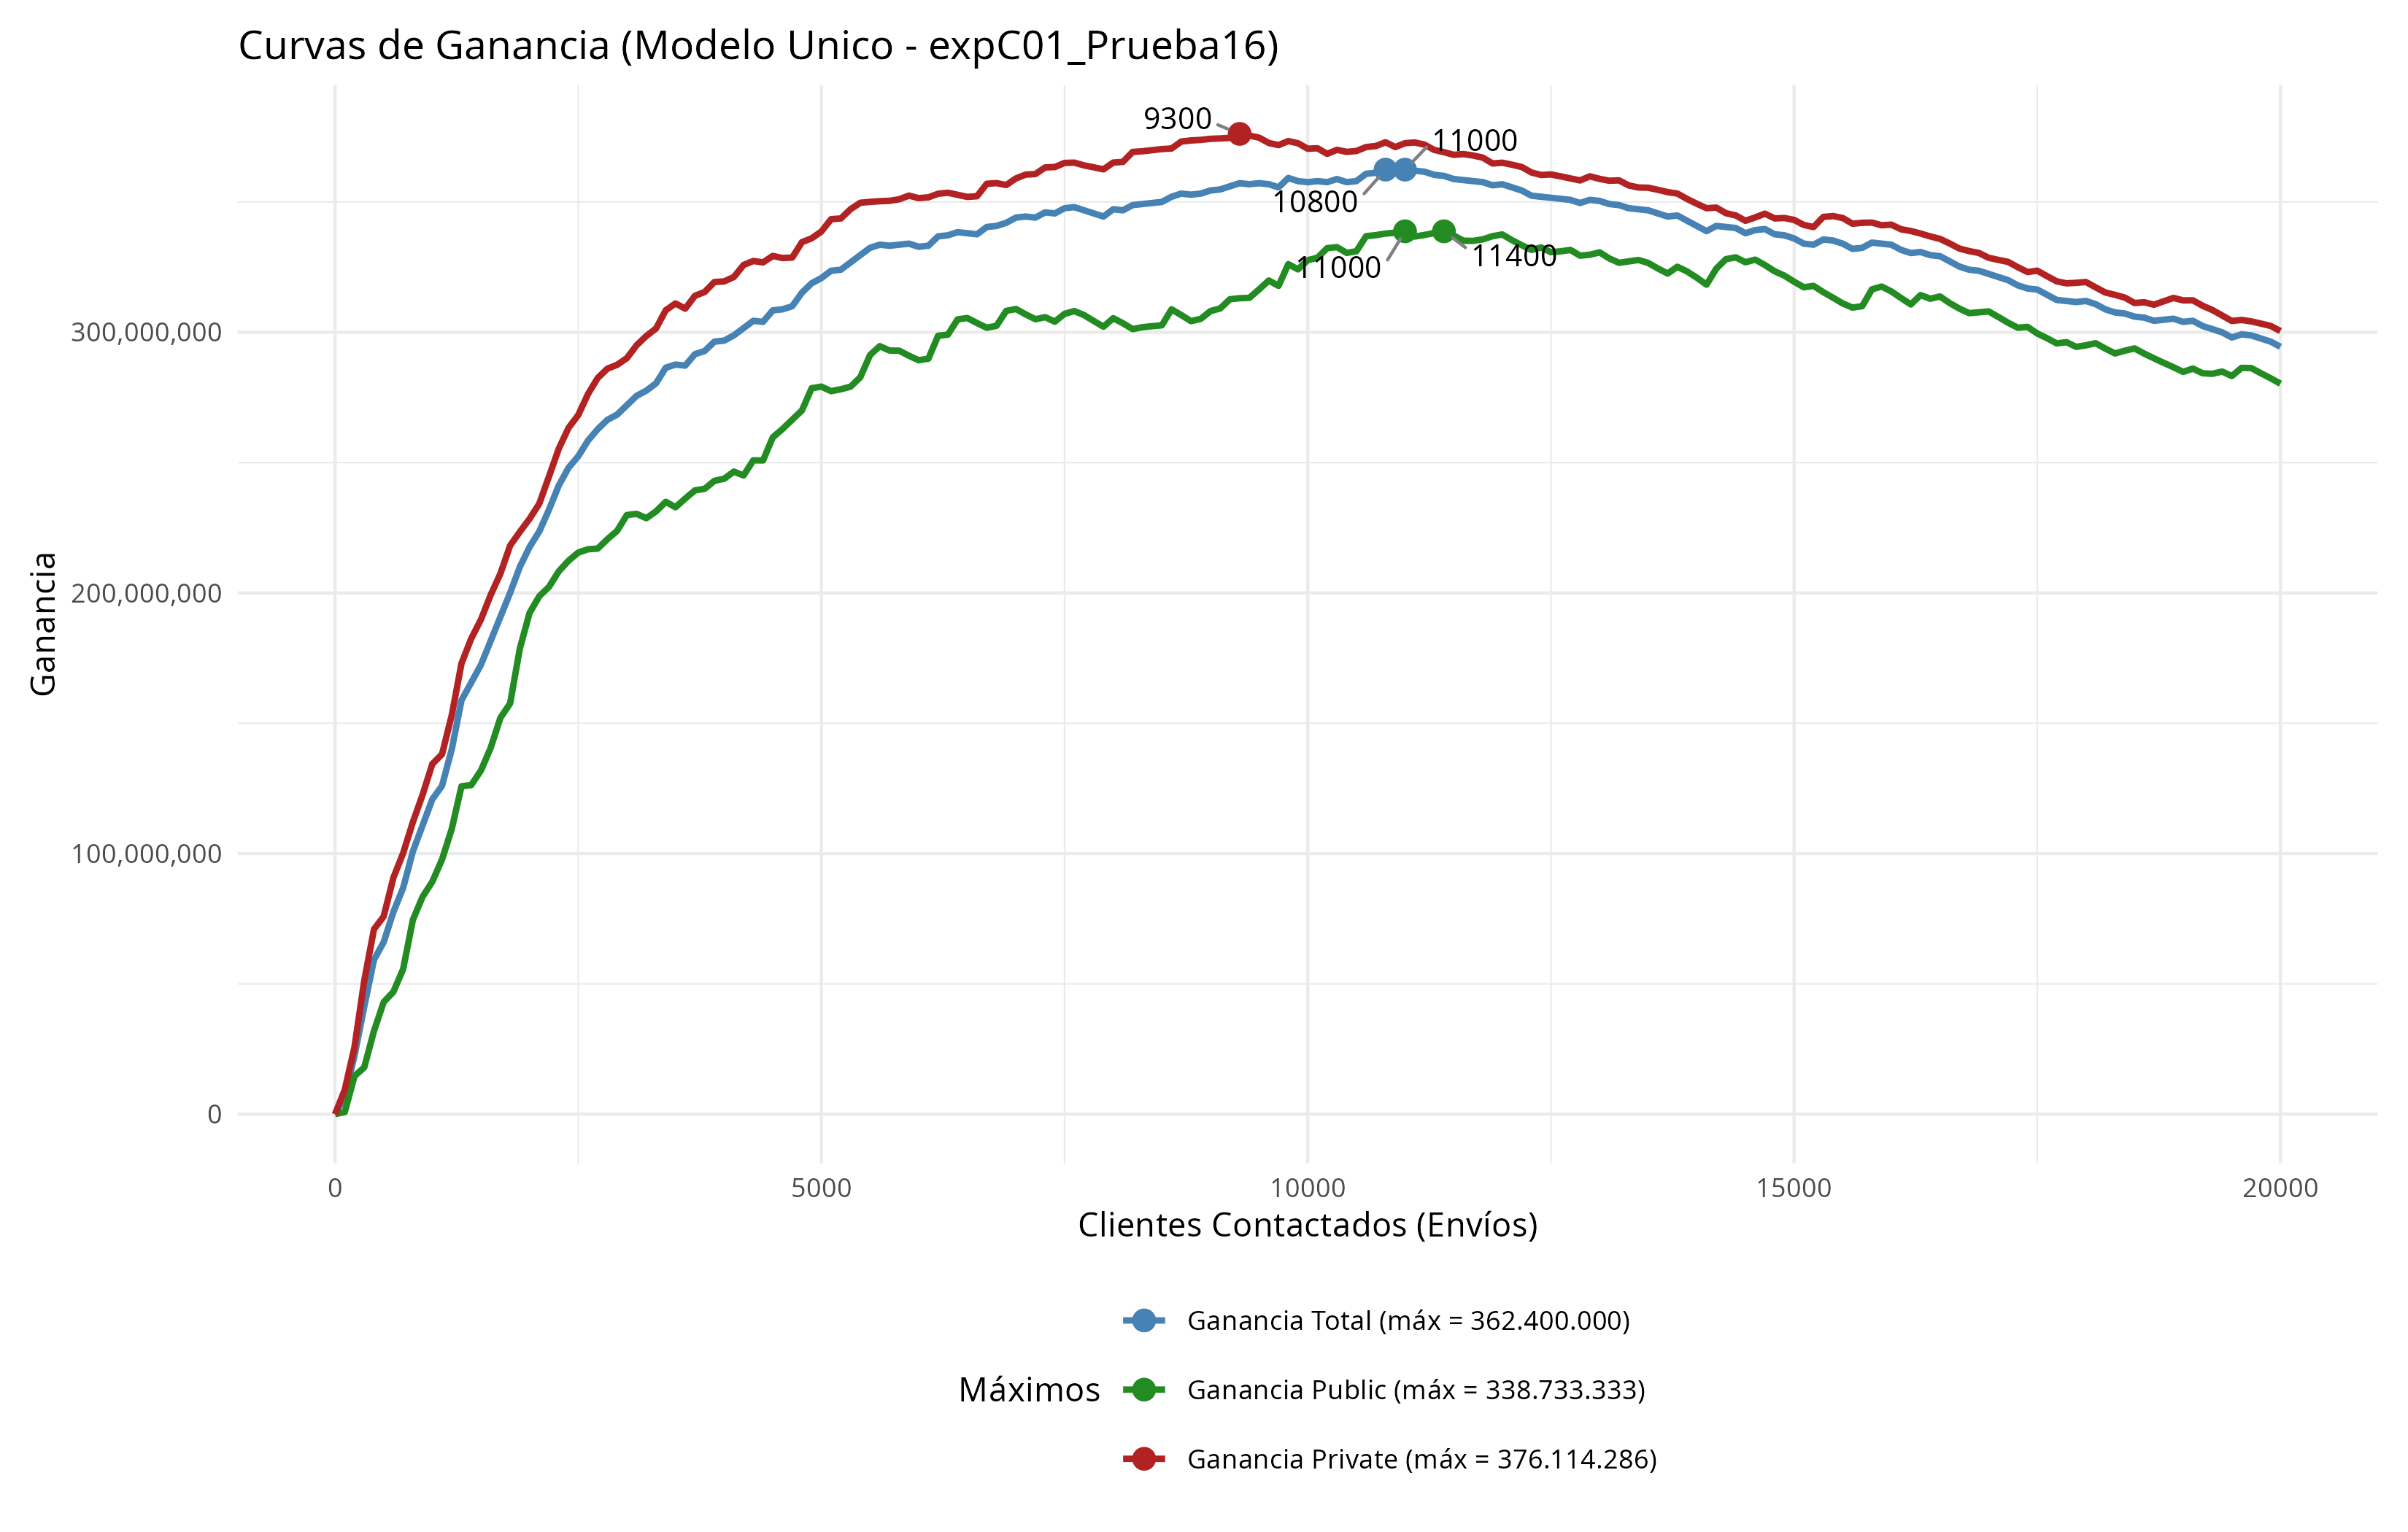 Curvas de Ganancia (Modelo Unico - expC01_Prueba16)
9300
11000
10800
11000
11400
Ganancia
300,000,000
200,000,000
100,000,000
0
0 5000 10000 15000 20000
Clientes Contactados (Envíos)
Máximos
Ganancia Total (máx = 362.400.000)
Ganancia Public (máx = 338.733.333)
Ganancia Private (máx = 376.114.286)